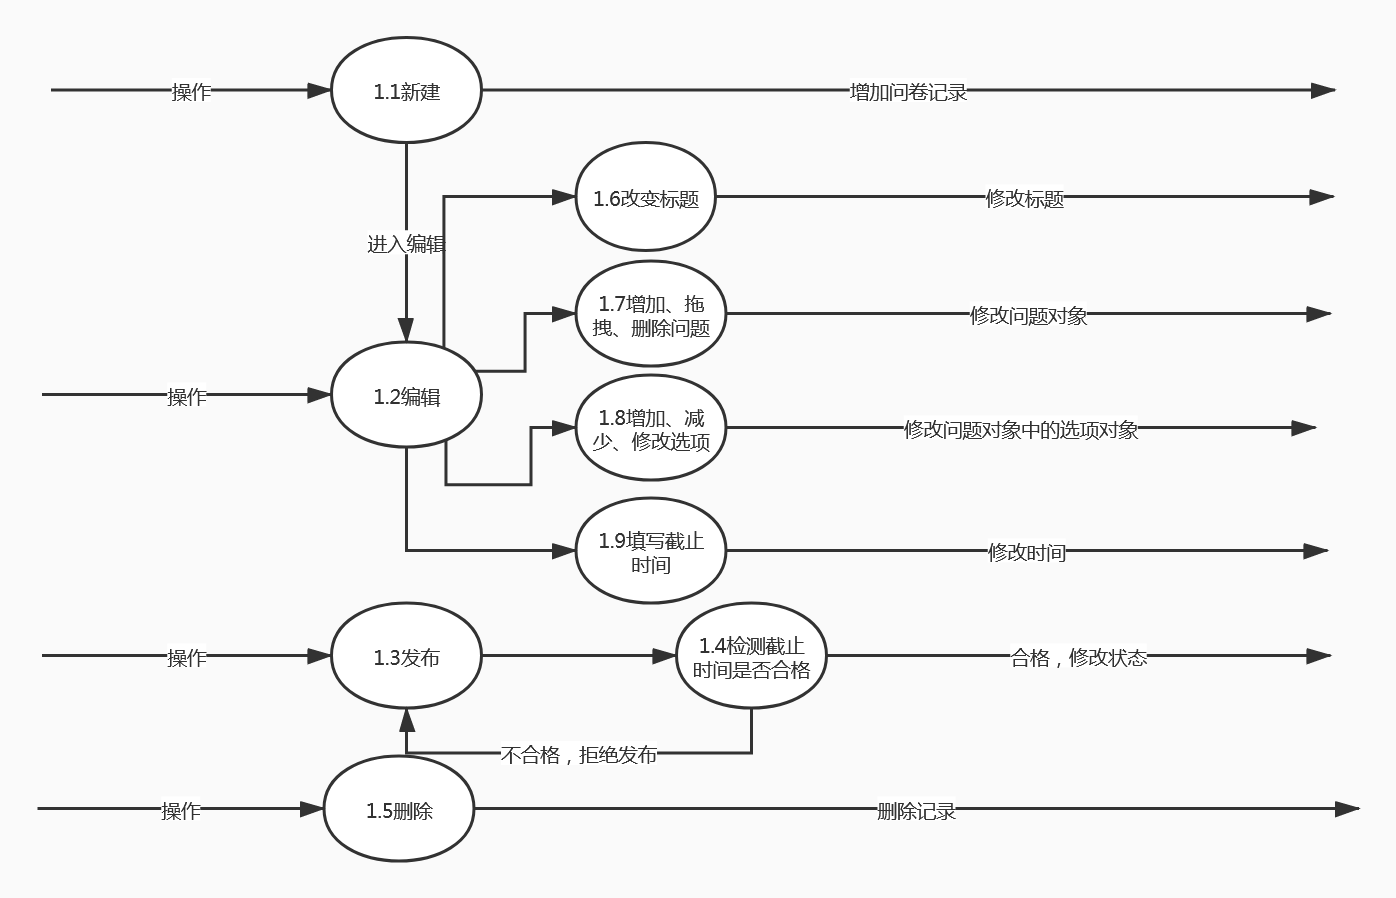 操作
1.1新建
增加问卷记录
1.6改变标题
修改标题
进入编辑
1.7增加、拖
拽、删除问题
修改问题对象
操作
1.2编辑
1.8增加、减
少、修改选项
修改问题对象中的选项对象
1.9填写截止
时间
修改时间
操作
1.3发布
1.4检测截止
时间是否合格
合格，修改状态
不合格，拒绝发布
操作
1.5删除
删除记录